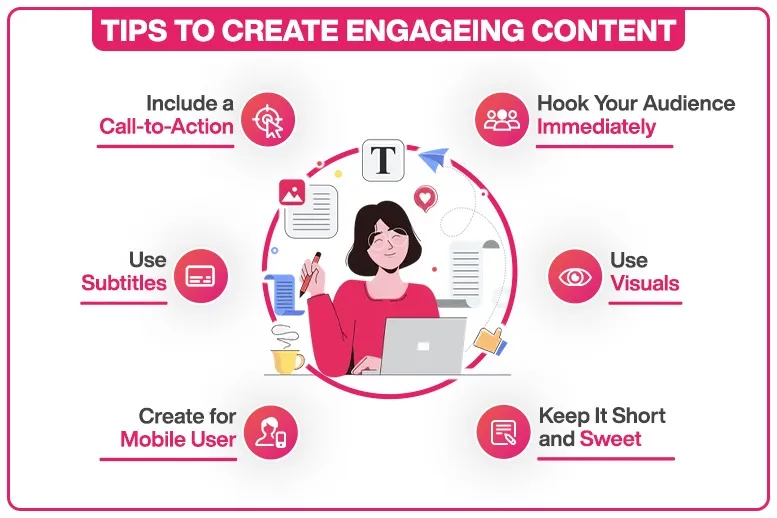 TIPS TO CREATE ENGAGEING CONTENT
Include a
Call-to-Action
Hook Your Audience
Immediately
T
Use
Subtitles
Use
Visuals
Create for
Mobile User
Keep It Short
and Sweet